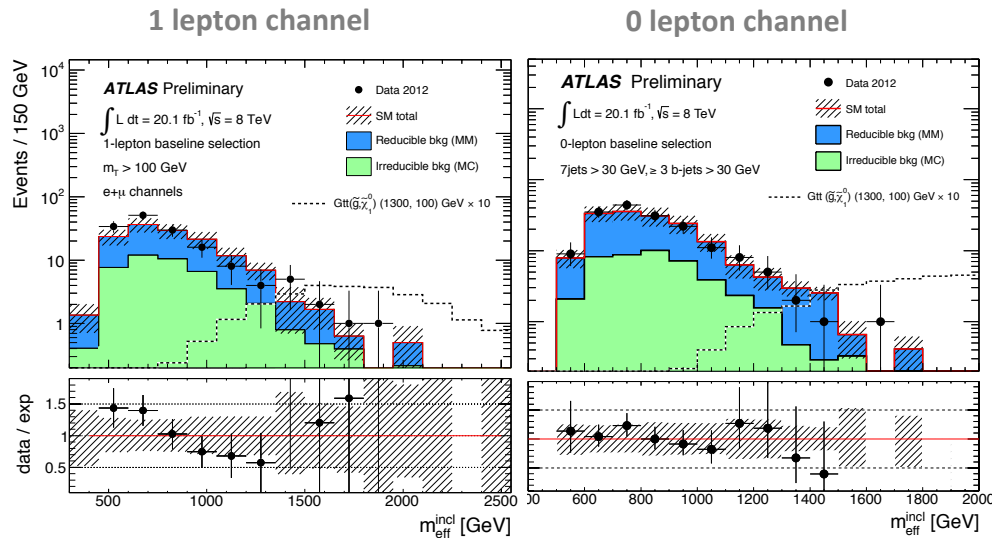 1 lepton channel
0 lepton channel
Events / 150 GeV
10⁴
10³
10²
10
1
ATLAS Preliminary
∫ L dt = 20.1 fb⁻¹, √s = 8 TeV
1-lepton baseline selection
m_T > 100 GeV
e+μ channels
Data 2012
SM total
Reducible bkg (MM)
Irreducible bkg (MC)
Gtt (g̃,χ̃₁⁰) (1300, 100) GeV × 10
data / exp
1.5
1
0.5
500 1000 1500 2000 2500
m_eff^incl [GeV]
ATLAS Preliminary
∫ Ldt = 20.1 fb⁻¹, √s = 8 TeV
0-lepton baseline selection
7jets > 30 GeV, ≥ 3 b-jets > 30 GeV
Data 2012
SM total
Reducible bkg (MM)
Irreducible bkg (MC)
Gtt (g̃,χ̃₁⁰) (1300, 100) GeV × 10
600 800 1000 1200 1400 1600 1800 2000
m_eff^incl [GeV]